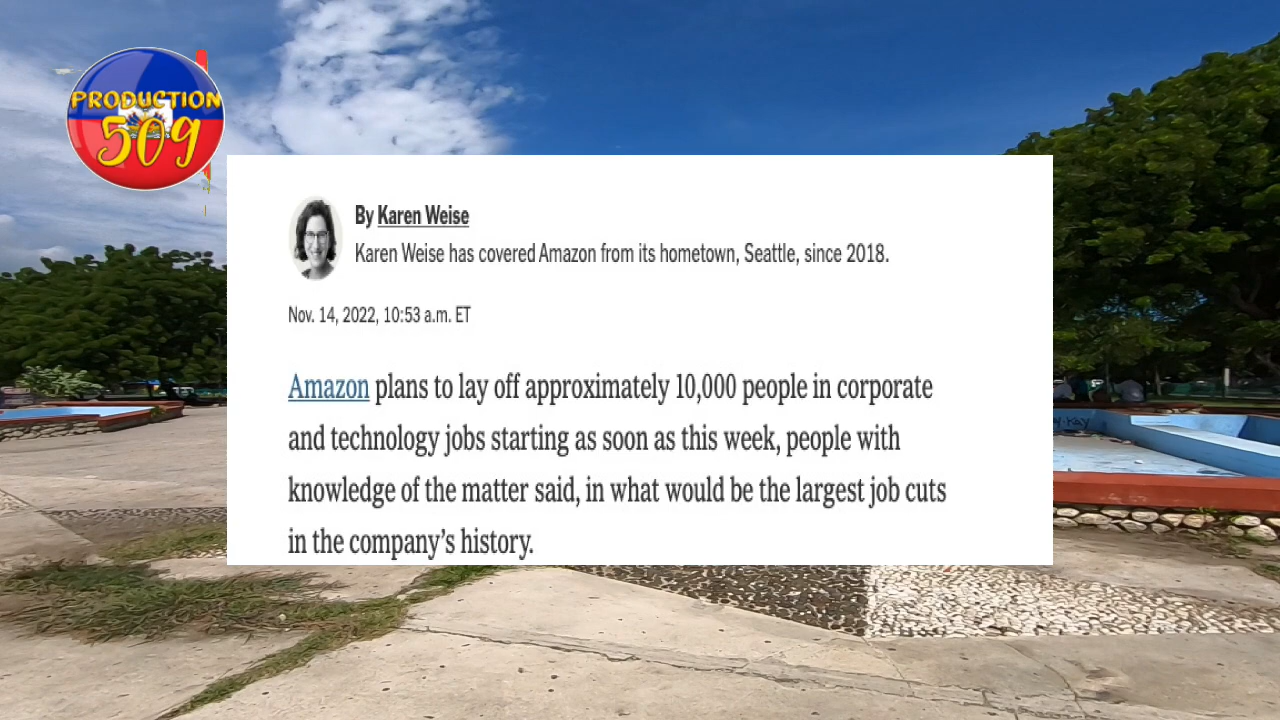 PRODUCTION
509
By Karen Weise
Karen Weise has covered Amazon from its hometown, Seattle, since 2018.
Nov. 14, 2022, 10:53 a.m. ET
Amazon plans to lay off approximately 10,000 people in corporate
and technology jobs starting as soon as this week, people with
knowledge of the matter said, in what would be the largest job cuts
in the company's history.